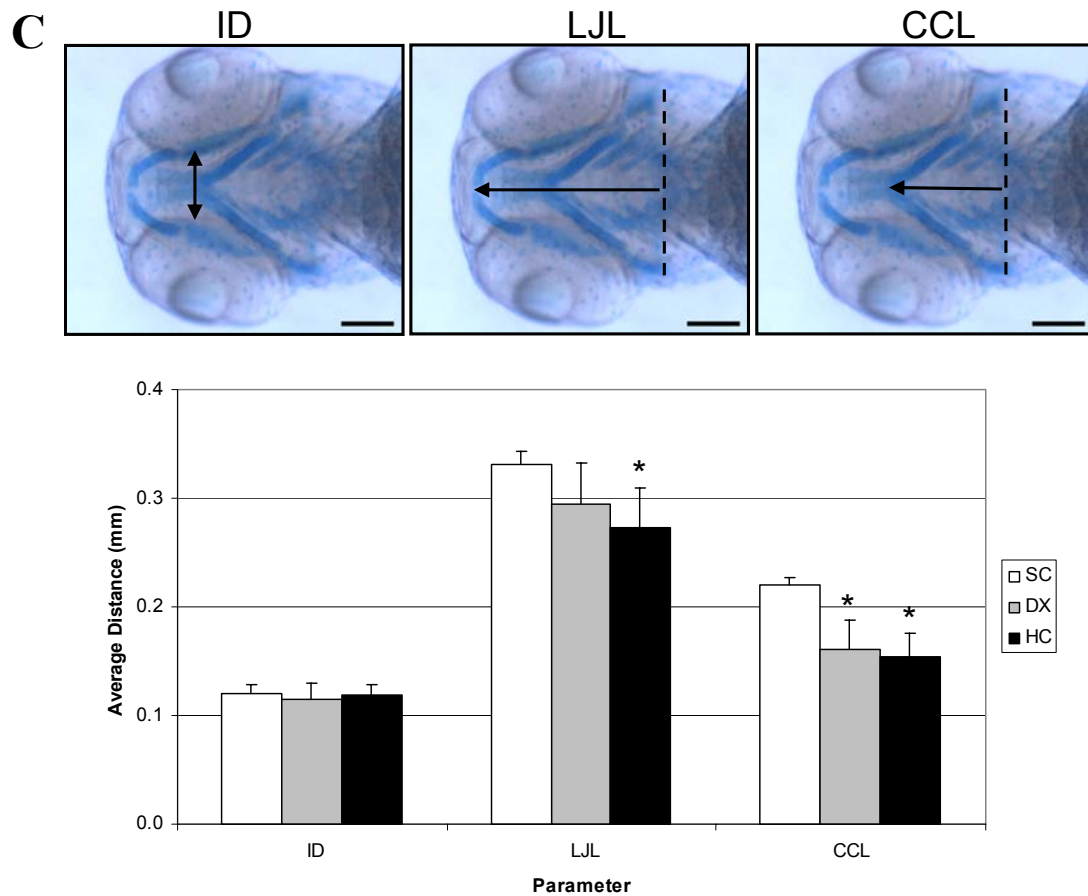 C
ID LJL CCL
0.4
0.3
0.2
0.1
0.0
Average Distance (mm)
*
*
*
ID LJL CCL
Parameter
SC
DX
HC